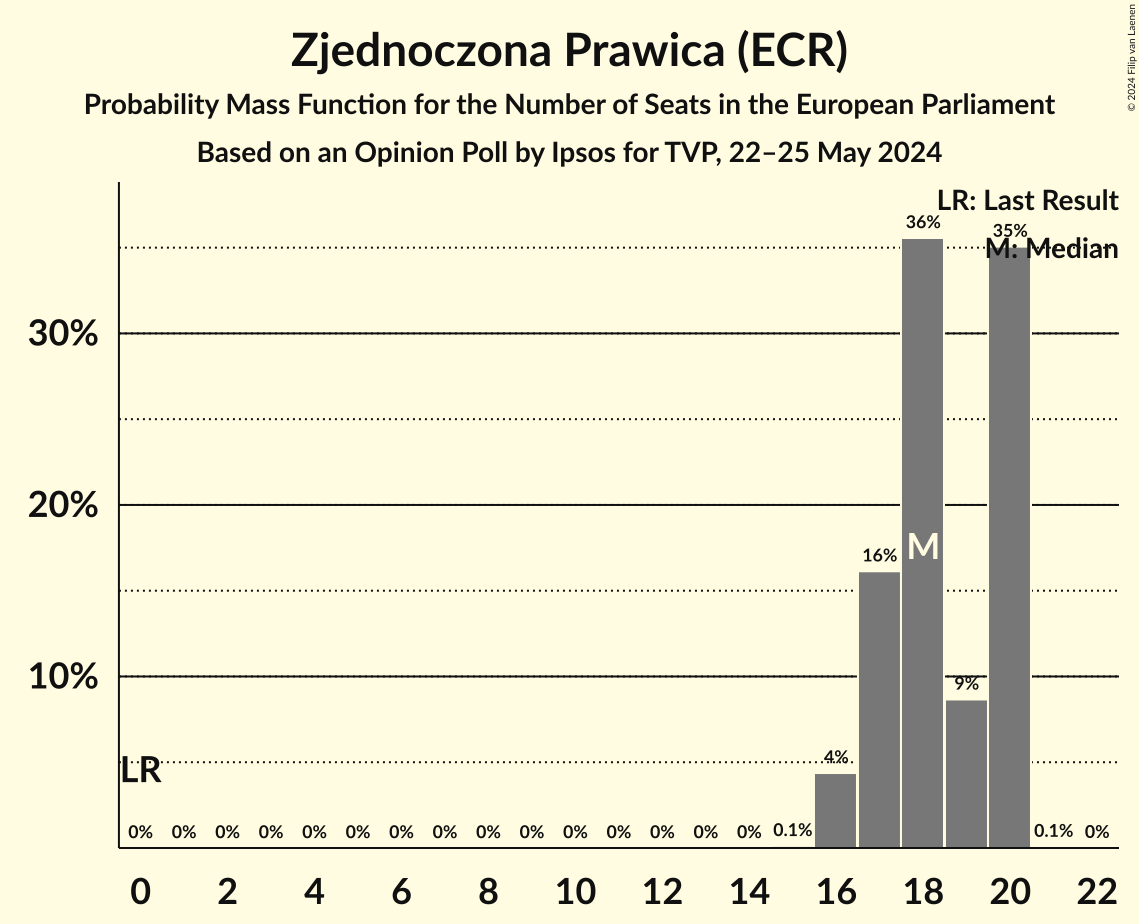 Zjednoczona Prawica (ECR)
Probability Mass Function for the Number of Seats in the European Parliament
Based on an Opinion Poll by Ipsos for TVP, 22–25 May 2024
© 2024 Filip van Laenen
LR: Last Result
M: Median
36%
35%
30%
20%
16%
M
10%
9%
4%
LR
0% 0% 0% 0% 0% 0% 0% 0% 0% 0% 0% 0% 0% 0% 0% 0.1% 0.1% 0%
0 2 4 6 8 10 12 14 16 18 20 22